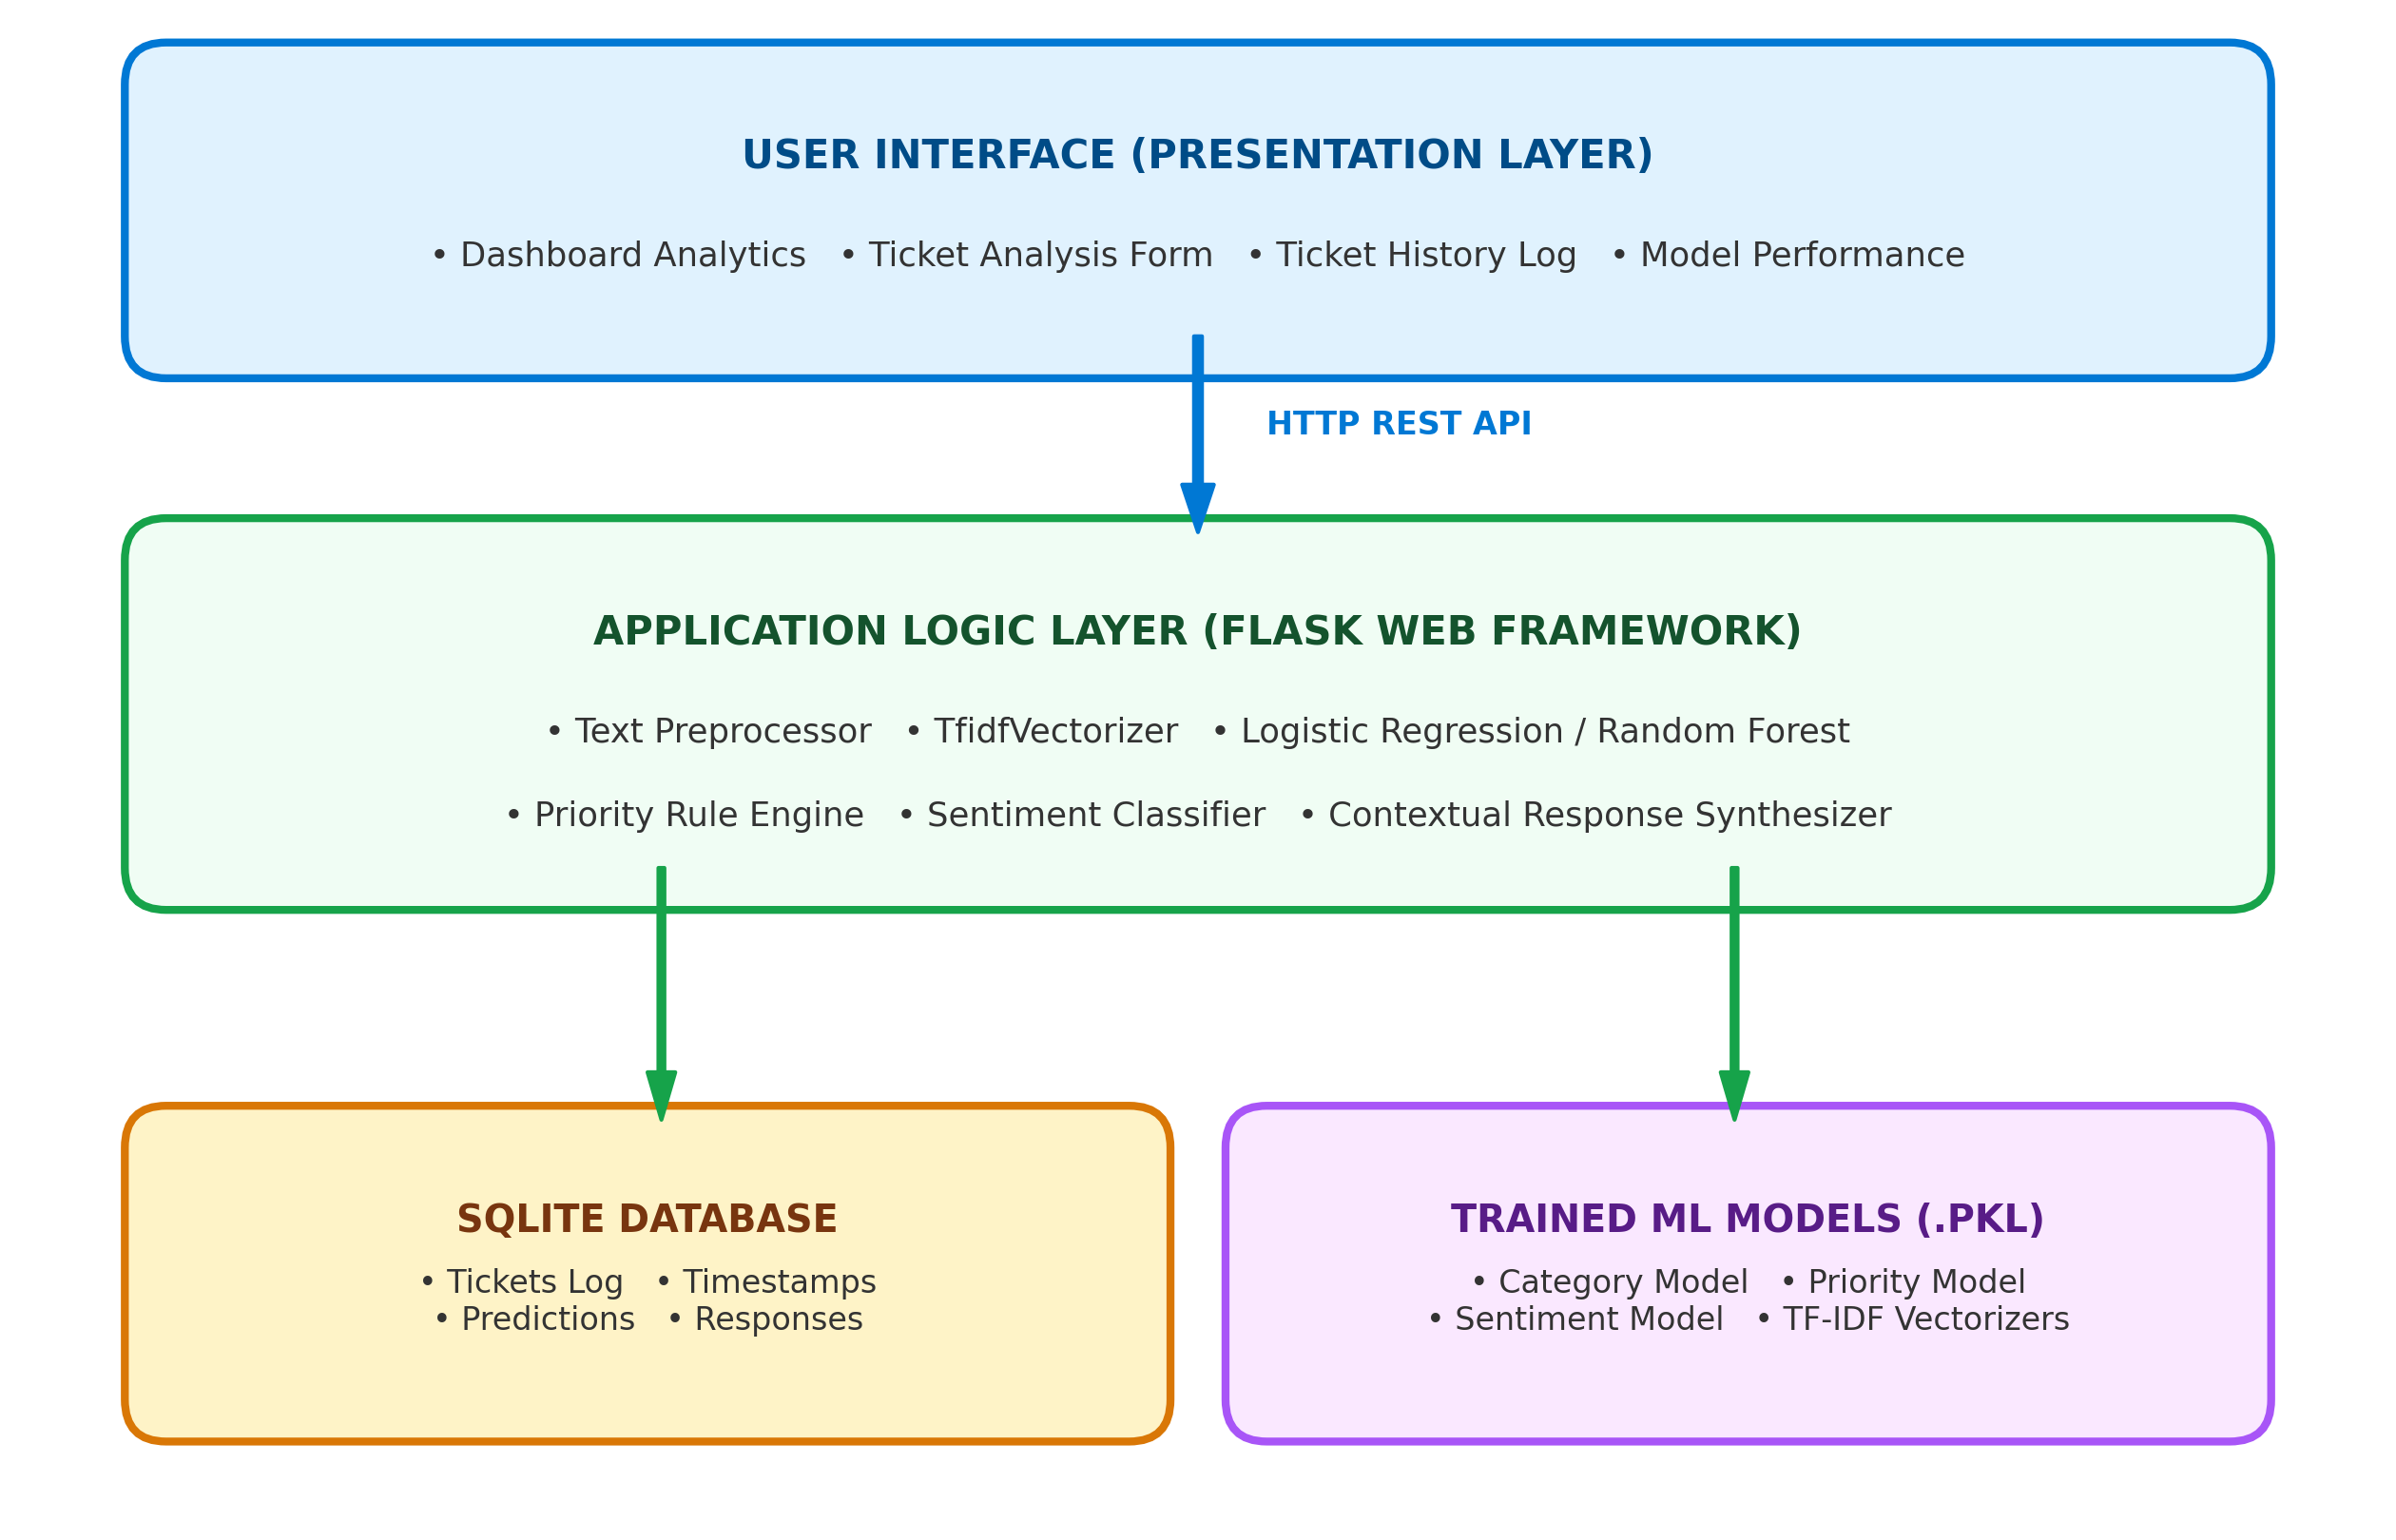 USER INTERFACE (PRESENTATION LAYER)
• Dashboard Analytics • Ticket Analysis Form • Ticket History Log • Model Performance
HTTP REST API
APPLICATION LOGIC LAYER (FLASK WEB FRAMEWORK)
• Text Preprocessor • TfidfVectorizer • Logistic Regression / Random Forest
• Priority Rule Engine • Sentiment Classifier • Contextual Response Synthesizer
SQLITE DATABASE
• Tickets Log • Timestamps
• Predictions • Responses
TRAINED ML MODELS (.PKL)
• Category Model • Priority Model
• Sentiment Model • TF-IDF Vectorizers